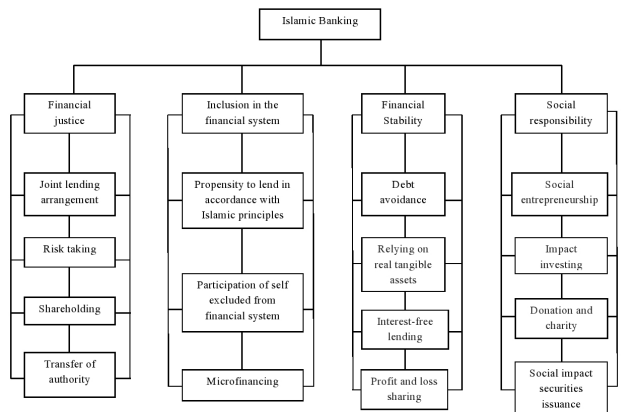 Islamic Banking
Financial
justice
Joint lending
arrangement
Risk taking
Shareholding
Transfer of
authority
Inclusion in the
financial system
Propensity to lend in
accordance with
Islamic principles
Participation of self
excluded from
financial system
Microfinancing
Financial
Stability
Debt
avoidance
Relying on
real tangible
assets
Interest-free
lending
Profit and loss
sharing
Social
responsibility
Social
entrepreneurship
Impact
investing
Donation and
charity
Social impact
securities
issuance